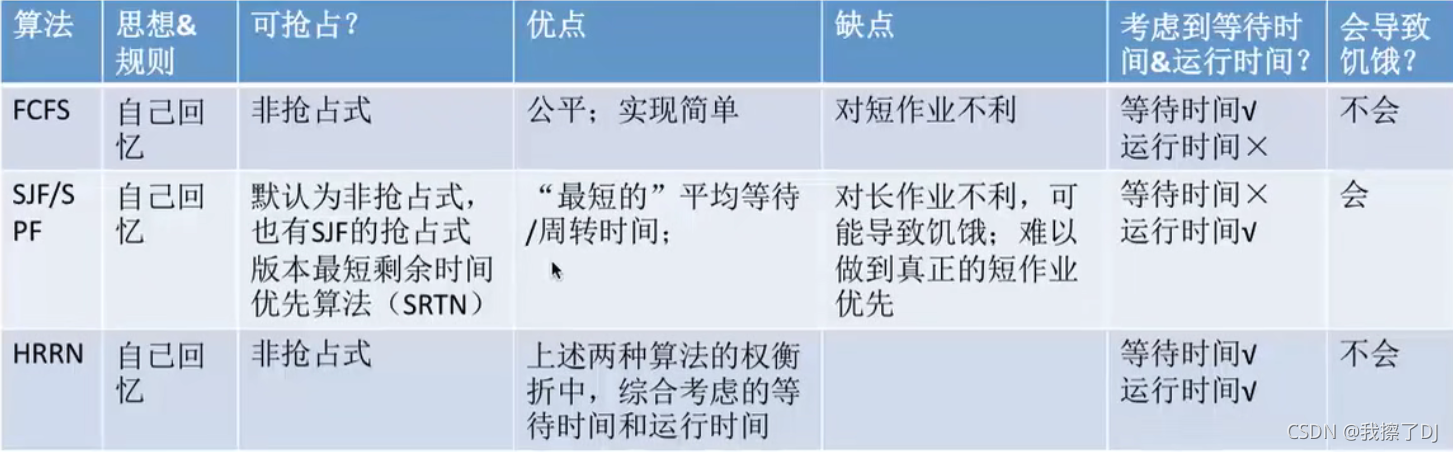 算法
思想&
规则
可抢占？
优点
缺点
考虑到等待时
间&运行时间？
会导致
饥饿？
FCFS
自己回
忆
非抢占式
公平；实现简单
对短作业不利
等待时间√
运行时间×
不会
SJF/S
PF
自己回
忆
默认为非抢占式，
也有SJF的抢占式
版本最短剩余时间
优先算法（SRTN）
“最短的”平均等待
/周转时间；
对长作业不利，可
能导致饥饿；难以
做到真正的短作业
优先
等待时间×
运行时间√
会
HRRN
自己回
忆
非抢占式
上述两种算法的权衡
折中，综合考虑的等
待时间和运行时间
等待时间√
运行时间√
不会
CSDN @我擦了DJ